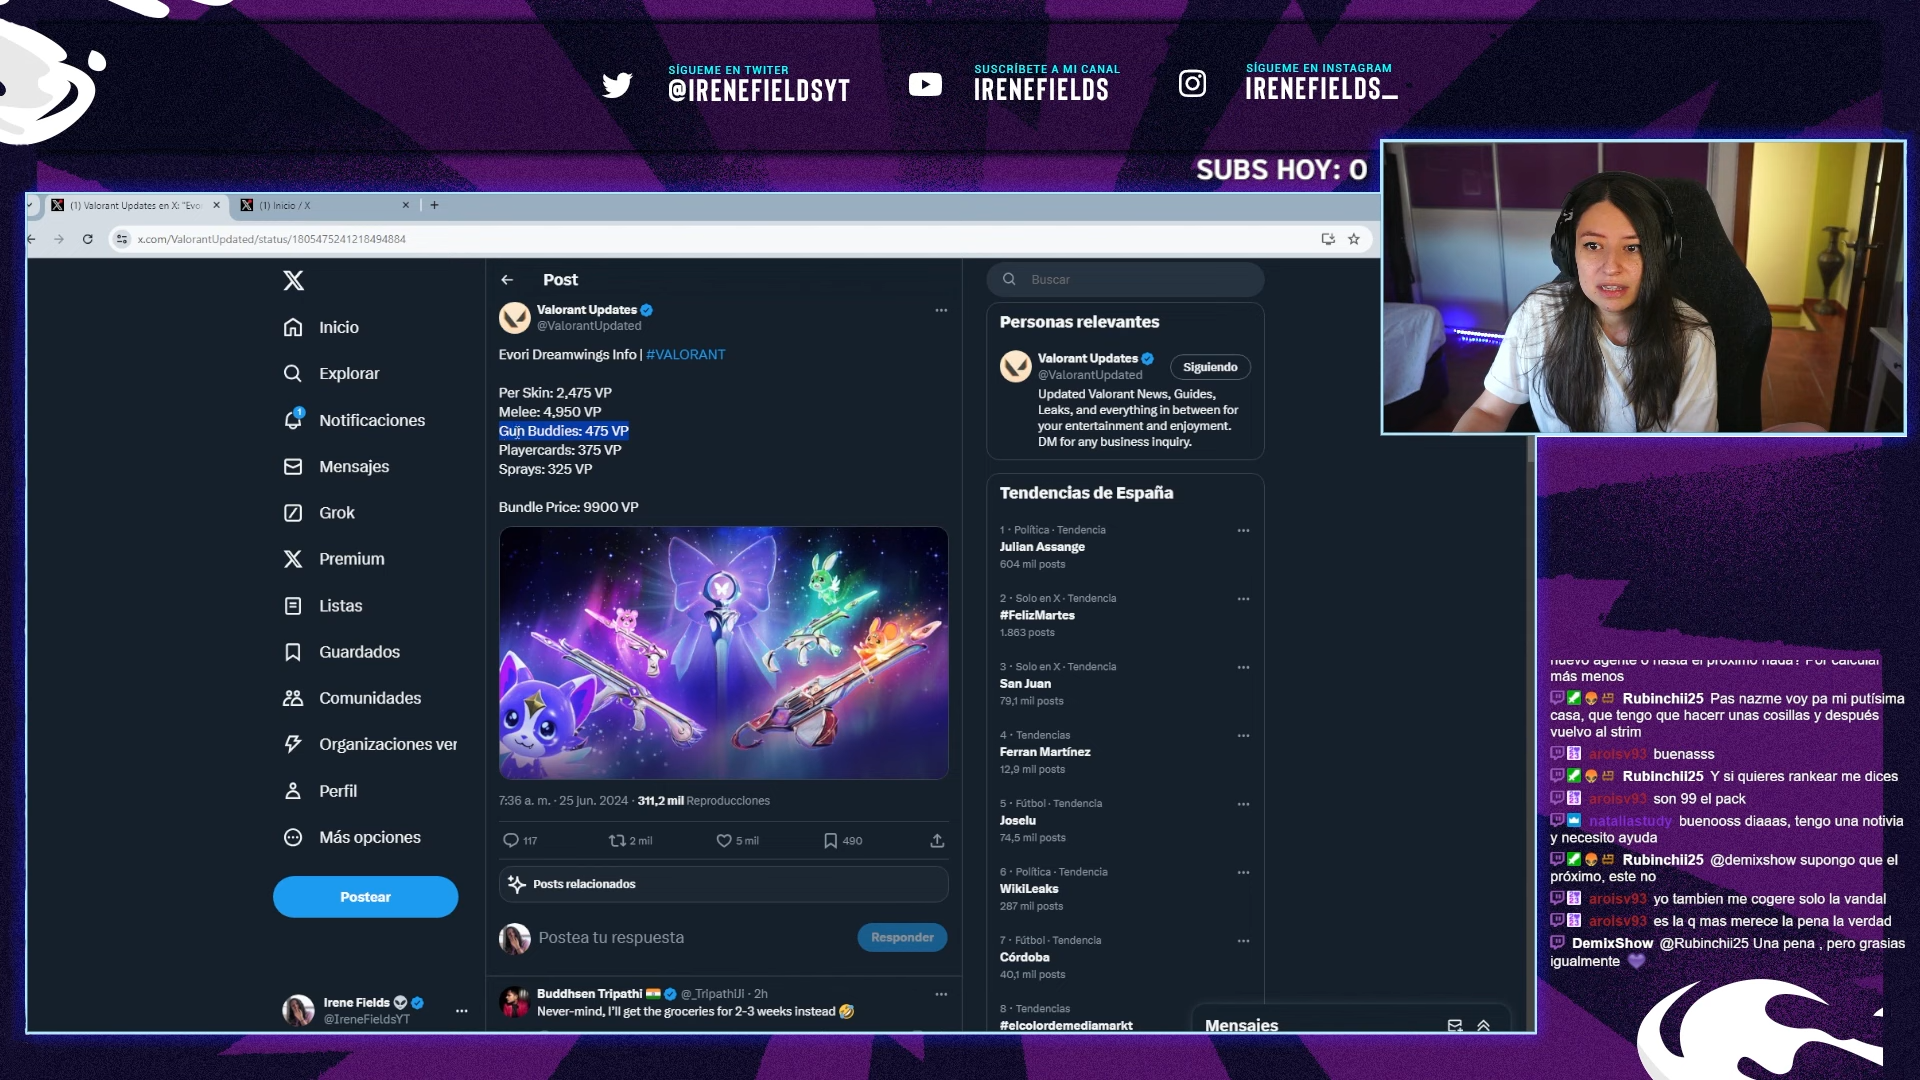 SÍGUEME EN TWITER
@IRENEFIELDSYT
SUSCRÍBETE A MI CANAL
IRENEFIELDS
SÍGUEME EN INSTAGRAM
IRENEFIELDS_
SUBS HOY: 0
(1) Valorant Updates en X: "Evo
(1) Inicio / X
x.com/ValorantUpdated/status/1805475241218494884
Inicio
Explorar
1
Notificaciones
Mensajes
Grok
Premium
Listas
Guardados
Comunidades
Organizaciones ver
Perfil
Más opciones
Postear
Irene Fields
@IreneFieldsYT
Post
Valorant Updates
@ValorantUpdated
Evori Dreamwings Info | #VALORANT
Per Skin: 2,475 VP
Melee: 4,950 VP
Gun Buddies: 475 VP
Playercards: 375 VP
Sprays: 325 VP
Bundle Price: 9900 VP
7:36 a. m. · 25 jun. 2024 · 311,2 mil Reproducciones
117
2 mil
5 mil
490
Posts relacionados
Postea tu respuesta
Responder
Buddhsen Tripathi @_TripathiJi · 2h
Never-mind, I'll get the groceries for 2-3 weeks instead
Buscar
Personas relevantes
Valorant Updates
@ValorantUpdated
Siguiendo
Updated Valorant News, Guides,
Leaks, and everything in between for
your entertainment and enjoyment.
DM for any business inquiry.
Tendencias de España
1 · Política · Tendencia
Julian Assange
604 mil posts
2 · Solo en X · Tendencia
#FelizMartes
1.863 posts
3 · Solo en X · Tendencia
San Juan
79,1 mil posts
4 · Tendencias
Ferran Martínez
12,9 mil posts
5 · Fútbol · Tendencia
Joselu
74,5 mil posts
6 · Política · Tendencia
WikiLeaks
287 mil posts
7 · Fútbol · Tendencia
Córdoba
40,1 mil posts
8 · Tendencias
#elcolordemediamarkt
Mensajes
nuevo agente o hasta el próximo nada? Por calcular
más menos
Rubinchii25 Pas nazme voy pa mi putísima
casa, que tengo que hacerr unas cosillas y después
vuelvo al strim
aroisv93 buenasss
Rubinchii25 Y si quieres rankear me dices
aroisv93 son 99 el pack
nataliastudy buenooss diaaas, tengo una notivia
y necesito ayuda
Rubinchii25 @demixshow supongo que el
próximo, este no
aroisv93 yo tambien me cogere solo la vandal
aroisv93 es la q mas merece la pena la verdad
DemixShow @Rubinchii25 Una pena , pero grasias
igualmente